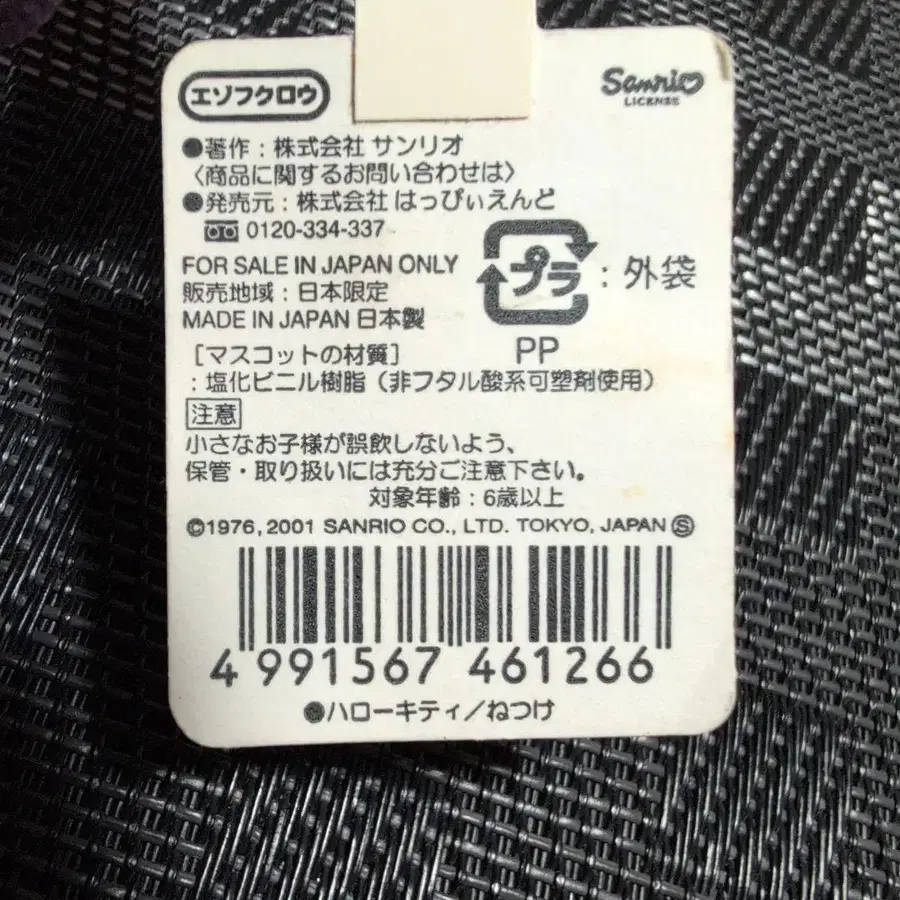 エゾフクロウ
Sanrio
LICENSE
●著作：株式会社 サンリオ
〈商品に関するお問い合わせは〉
●発売元：株式会社 はっぴぃえんど
0120-334-337
FOR SALE IN JAPAN ONLY
販売地域：日本限定
MADE IN JAPAN 日本製
プラ：外袋
PP
［マスコットの材質］
：塩化ビニル樹脂（非フタル酸系可塑剤使用）
注意
小さなお子様が誤飲しないよう、
保管・取り扱いには充分ご注意下さい。
対象年齢：6歳以上
©1976, 2001 SANRIO CO., LTD. TOKYO, JAPAN Ⓢ
4 991567 461266
●ハローキティ／ねつけ